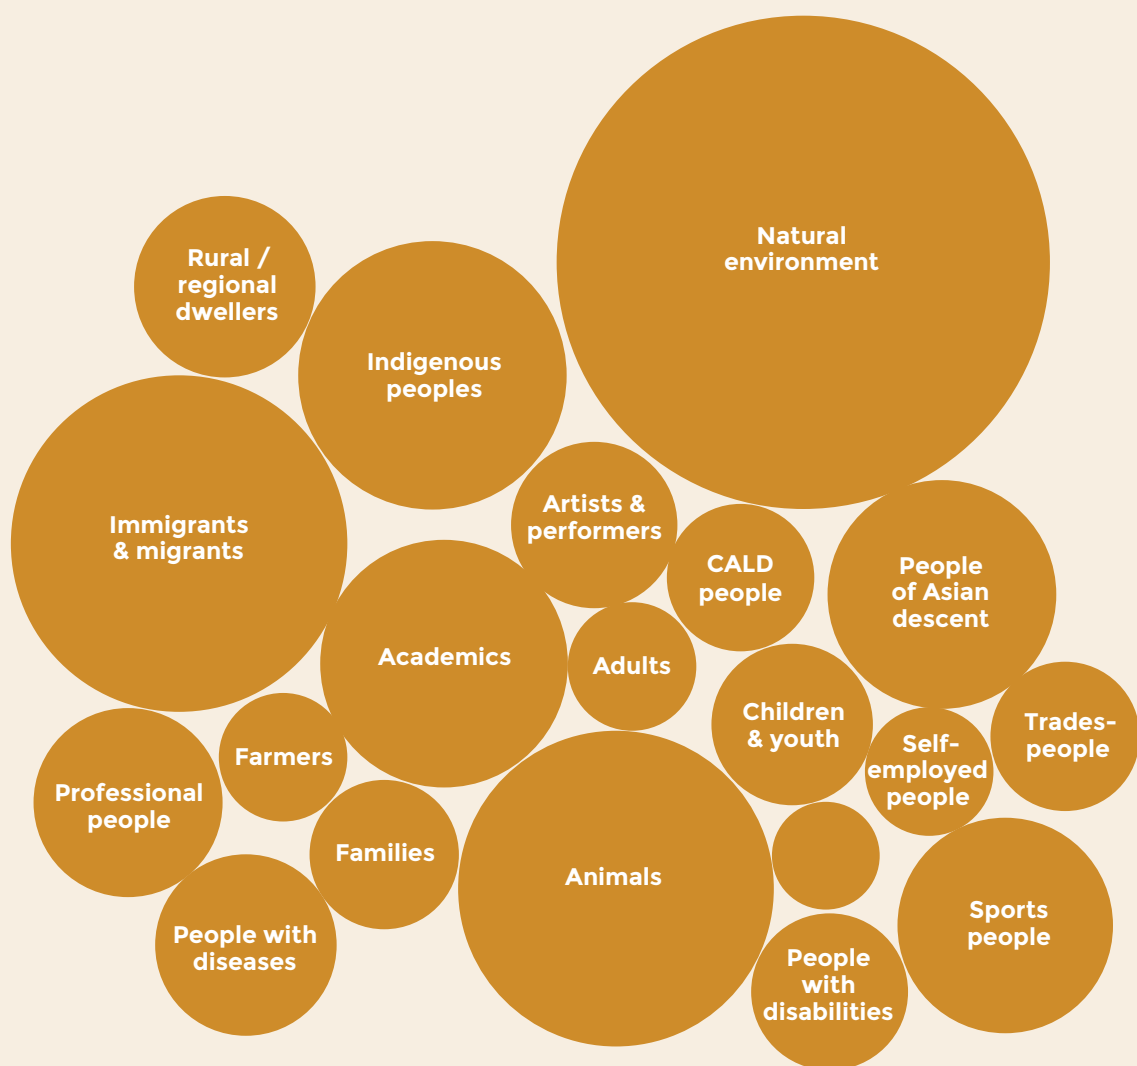 Natural
environment
Rural /
regional
dwellers
Indigenous
peoples
Immigrants
& migrants
Artists &
performers
CALD
people
People
of Asian
descent
Academics
Adults
Children
& youth
Trades-
people
Self-
employed
people
Farmers
Professional
people
Families
Animals
Sports
people
People with
diseases
People
with
disabilities